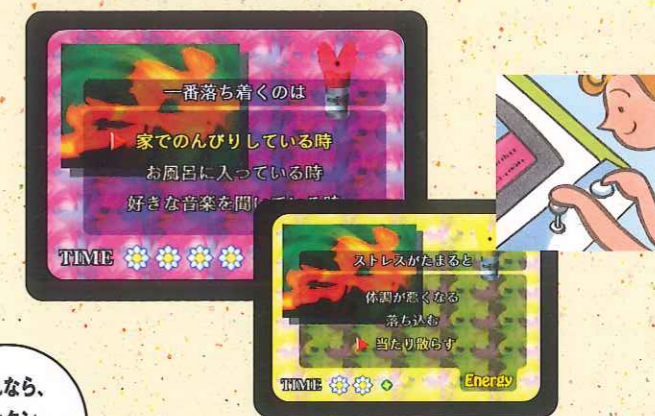 一番落ち着くのは
家でのんびりしている時
お風呂に入っている時
好きな音楽を聞い
TIME
ストレスがたまると
体調が悪くなる
落ち込む
当たり散らす
TIME
Energy
なら、
タン